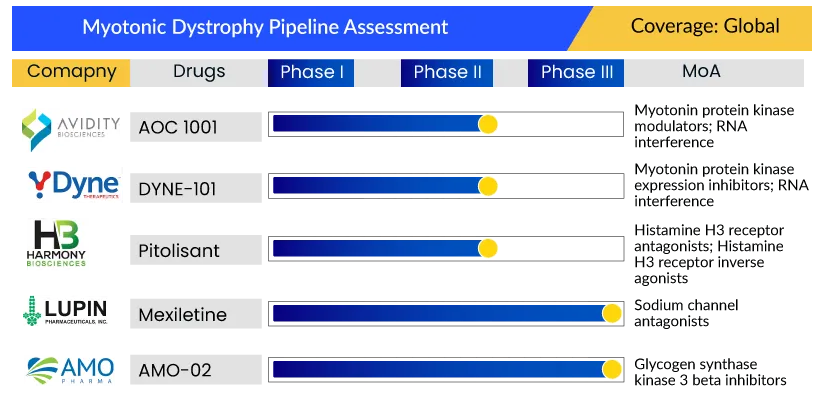 Myotonic Dystrophy Pipeline Assessment
Coverage: Global
Comapny
Drugs
Phase I
Phase II
Phase III
MoA
AVIDITY
BIOSCIENCES
AOC 1001
Myotonin protein kinase
modulators; RNA
interference
Dyne
THERAPEUTICS
DYNE-101
Myotonin protein kinase
expression inhibitors; RNA
interference
H3
HARMONY
BIOSCIENCES
Pitolisant
Histamine H3 receptor
antagonists; Histamine
H3 receptor inverse
agonists
LUPIN
PHARMACEUTICALS, INC.
Mexiletine
Sodium channel
antagonists
AMO
PHARMA
AMO-02
Glycogen synthase
kinase 3 beta inhibitors